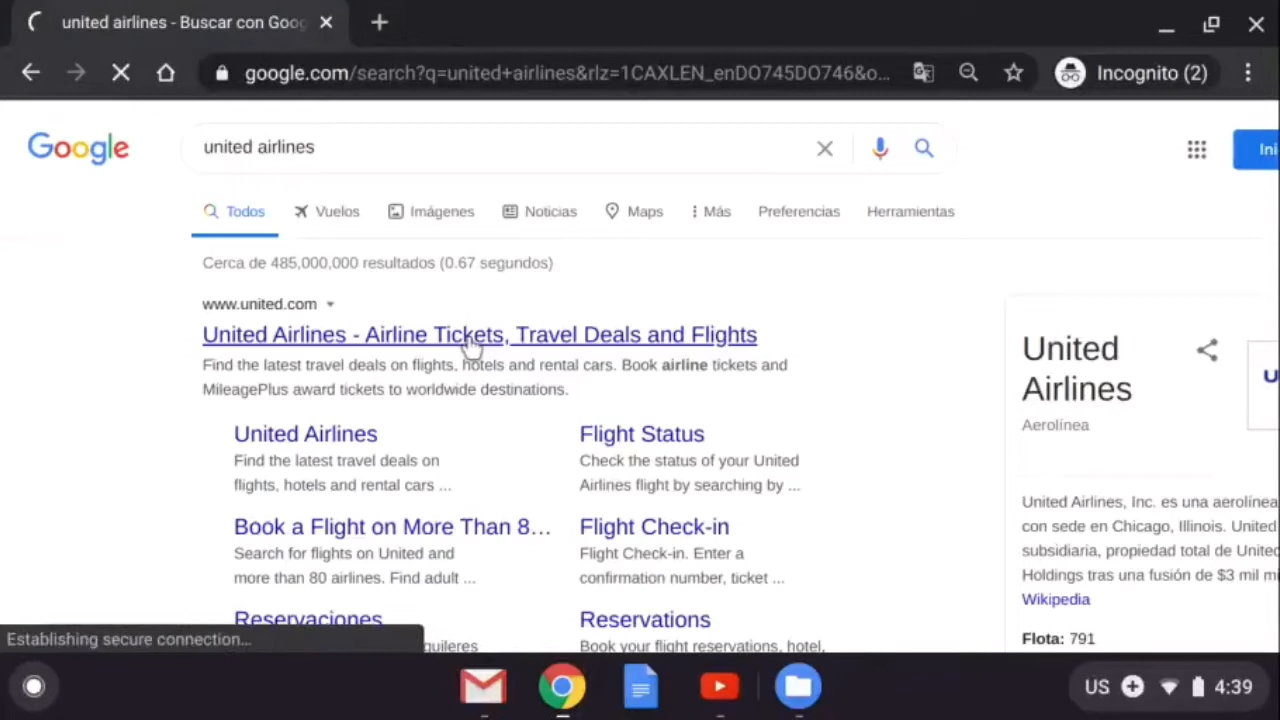 united airlines - Buscar con Goog
google.com/search?q=united+airlines&rlz=1CAXLEN_enDO745DO746&o...
Incognito (2)
Google
united airlines
Ini
Todos
Vuelos
Imágenes
Noticias
Maps
Más
Preferencias
Herramientas
Cerca de 485,000,000 resultados (0.67 segundos)
www.united.com
United Airlines - Airline Tickets, Travel Deals and Flights
Find the latest travel deals on flights, hotels and rental cars. Book airline tickets and
MileagePlus award tickets to worldwide destinations.
United Airlines
Find the latest travel deals on
flights, hotels and rental cars ...
Flight Status
Check the status of your United
Airlines flight by searching by ...
Book a Flight on More Than 8...
Search for flights on United and
more than 80 airlines. Find adult ...
Flight Check-in
Flight Check-in. Enter a
confirmation number, ticket ...
Reservaciones
quileres
Reservations
Book your flight reservations, hotel,
United
Airlines
Aerolínea
U
United Airlines, Inc. es una aerolínea
con sede en Chicago, Illinois. United
subsidiaria, propiedad total de United
Holdings tras una fusión de $3 mil mi
Wikipedia
Flota: 791
Establishing secure connection...
US
4:39